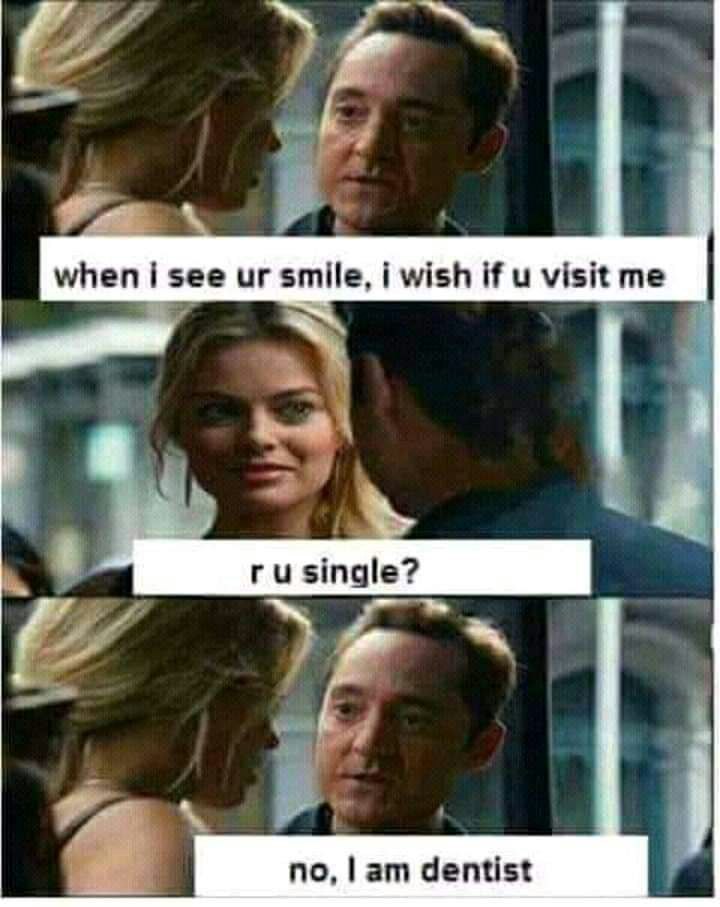 when i see ur smile, i wish if u visit me
r u single?
no, I am dentist